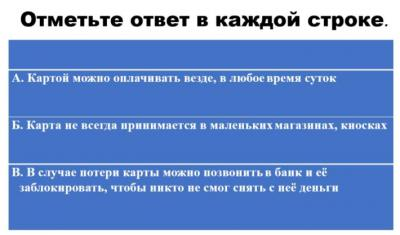 Отметьте ответ в каждой строке.
А. Картой можно оплачивать везде, в любое время суток
Б. Карта не всегда принимается в маленьких магазинах, киосках
В. В случае потери карты можно позвонить в банк и её
заблокировать, чтобы никто не смог снять с неё деньги